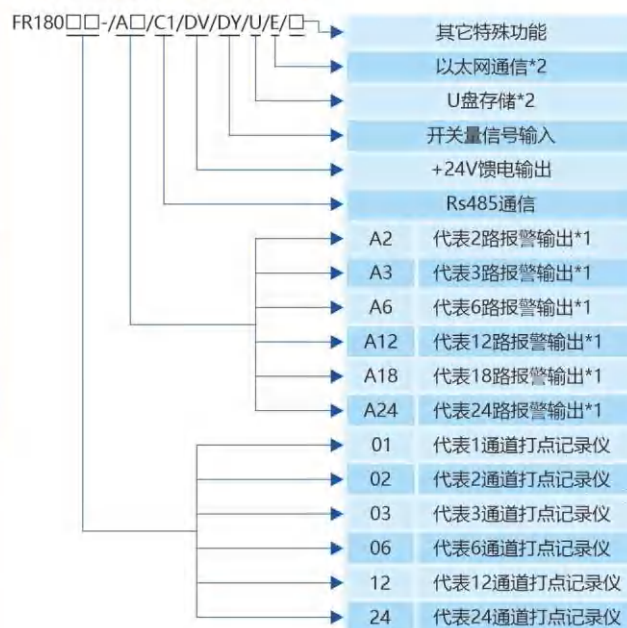 FR180□□-/A□/C1/DV/DY/U/E/□
其它特殊功能
以太网通信*2
U盘存储*2
开关量信号输入
+24V馈电输出
Rs485通信
A2 代表2路报警输出*1
A3 代表3路报警输出*1
A6 代表6路报警输出*1
A12 代表12路报警输出*1
A18 代表18路报警输出*1
A24 代表24路报警输出*1
01 代表1通道打点记录仪
02 代表2通道打点记录仪
03 代表3通道打点记录仪
06 代表6通道打点记录仪
12 代表12通道打点记录仪
24 代表24通道打点记录仪